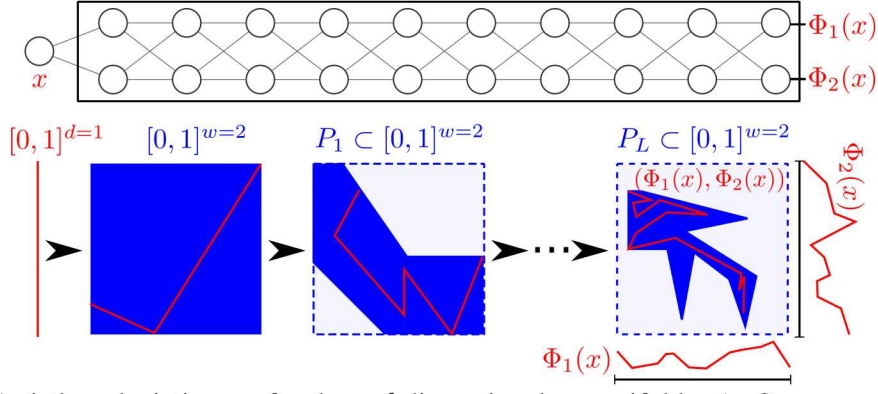 Φ₁(x)
x
Φ₂(x)
[0, 1]^{d=1}
[0, 1]^{w=2}
P₁ ⊂ [0, 1]^{w=2}
P_L ⊂ [0, 1]^{w=2}
(Φ₁(x), Φ₂(x))
Φ₂(x)
Φ₁(x)